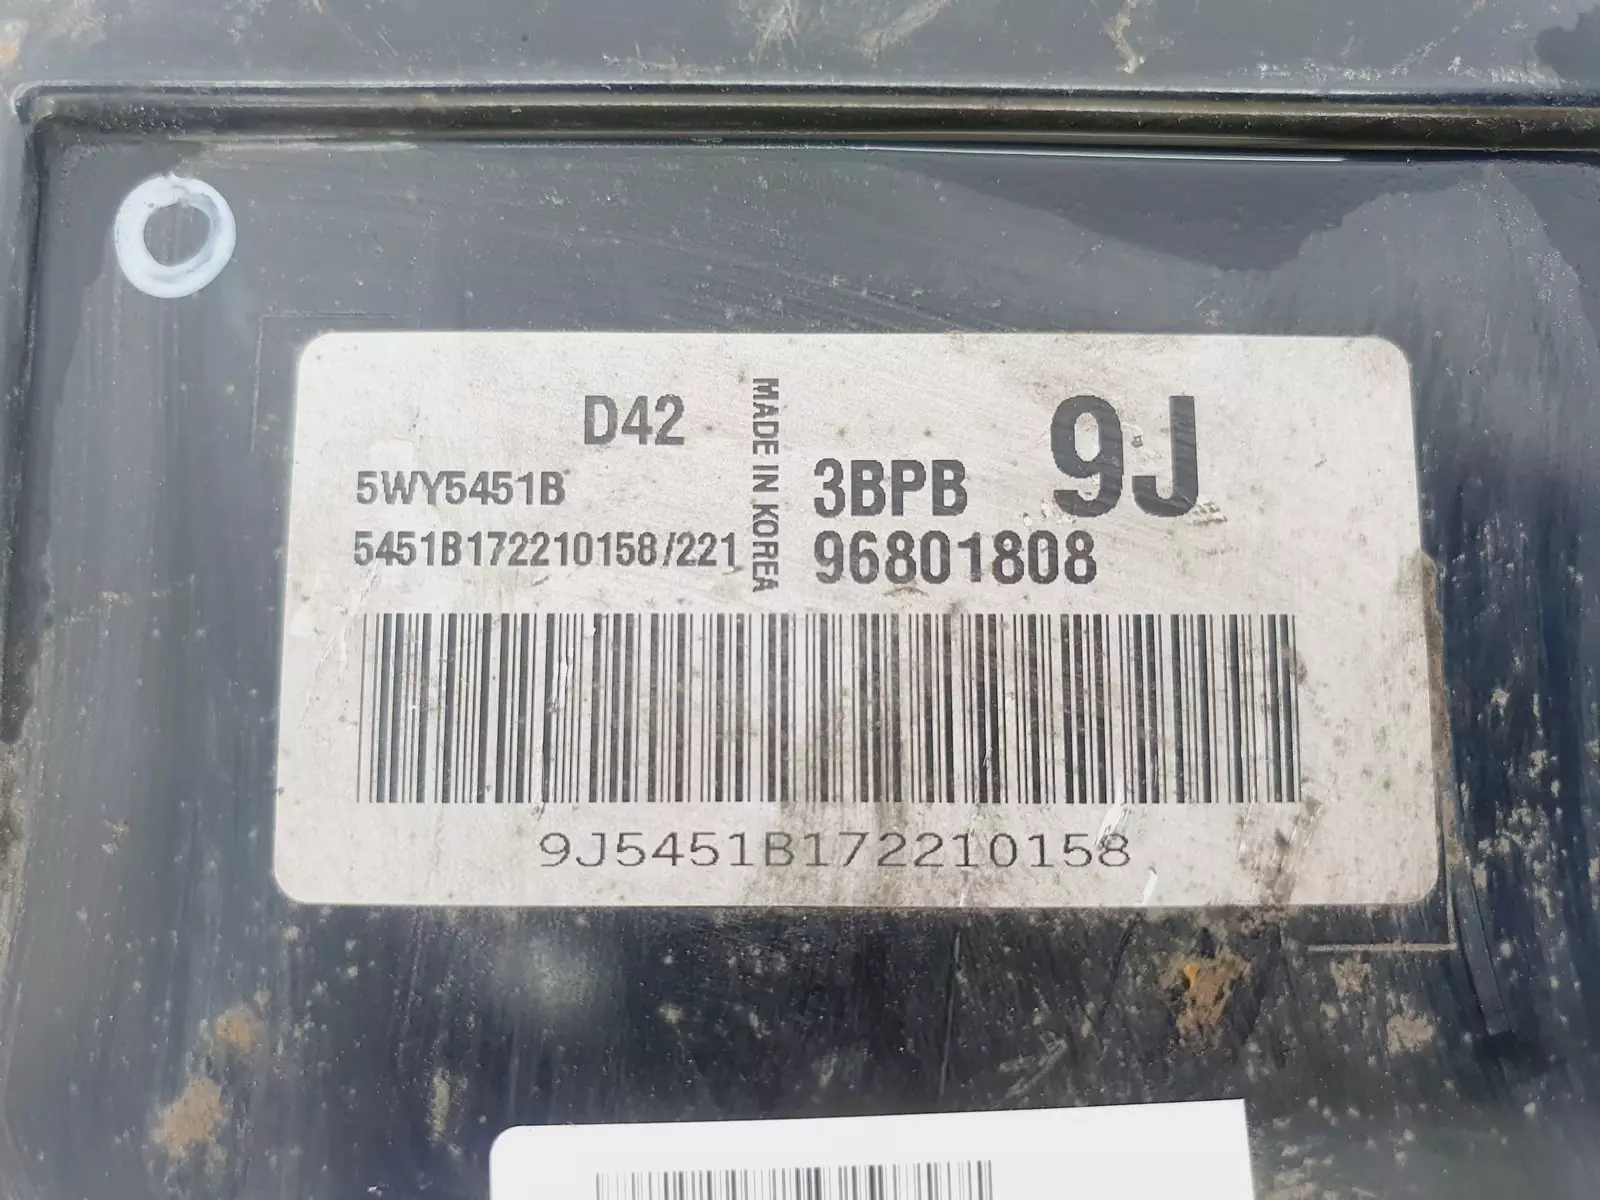 D42
5WY5451B
5451B172210158/221
MADE IN KOREA
3BPB
9J
96801808
9J5451B172210158